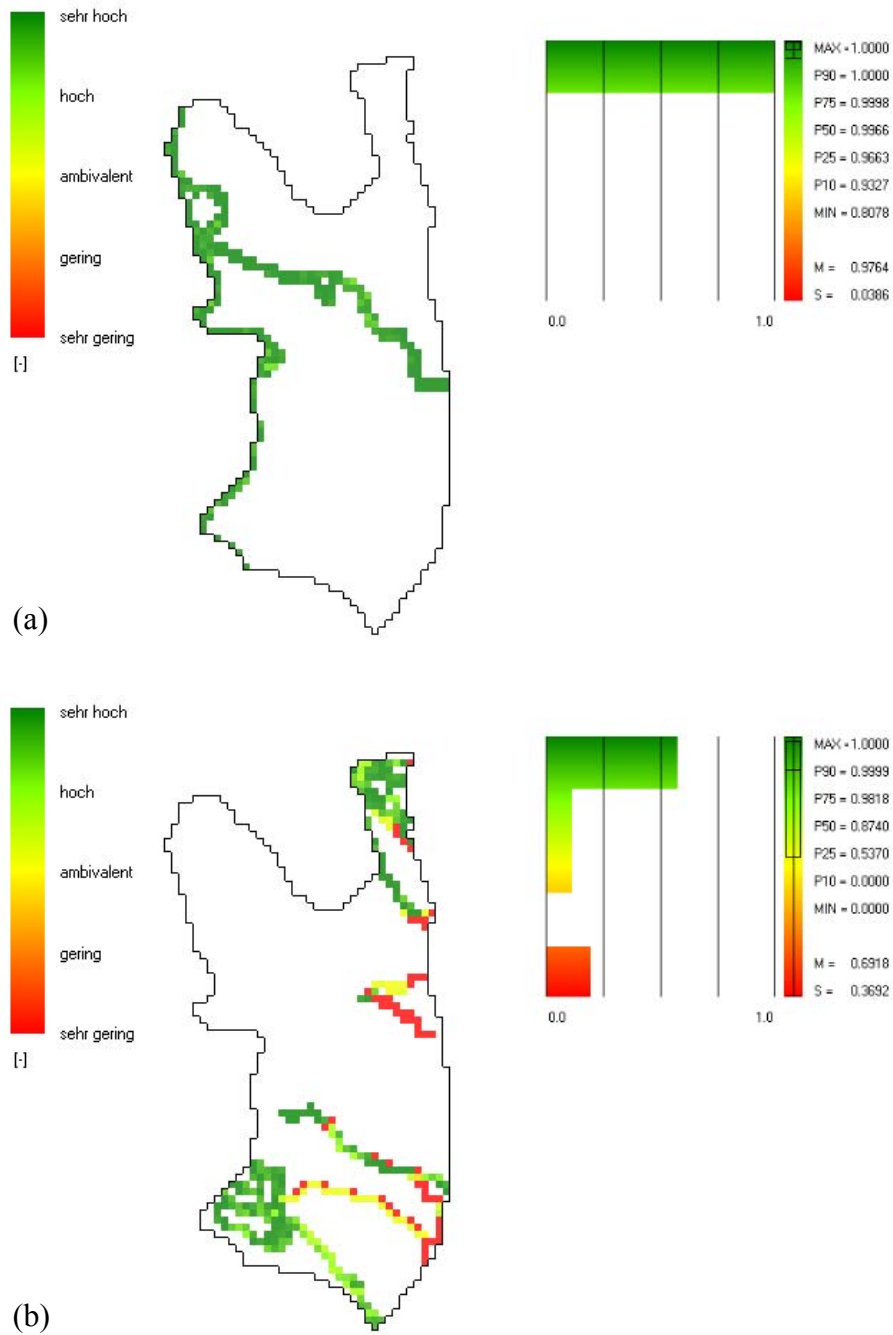 sehr hoch
hoch
ambivalent
gering
sehr gering
[-]
MAX =1.0000
P90 = 1.0000
P75 = 0.9998
P50 = 0.9966
P25 = 0.9663
P10 = 0.9327
MIN = 0.8078
M = 0.9764
S = 0.0386
0.0 1.0
(a)
sehr hoch
hoch
ambivalent
gering
sehr gering
[-]
MAX =1.0000
P90 = 0.9999
P75 = 0.9818
P50 = 0.8740
P25 = 0.5370
P10 = 0.0000
MIN = 0.0000
M = 0.6918
S = 0.3692
0.0 1.0
(b)